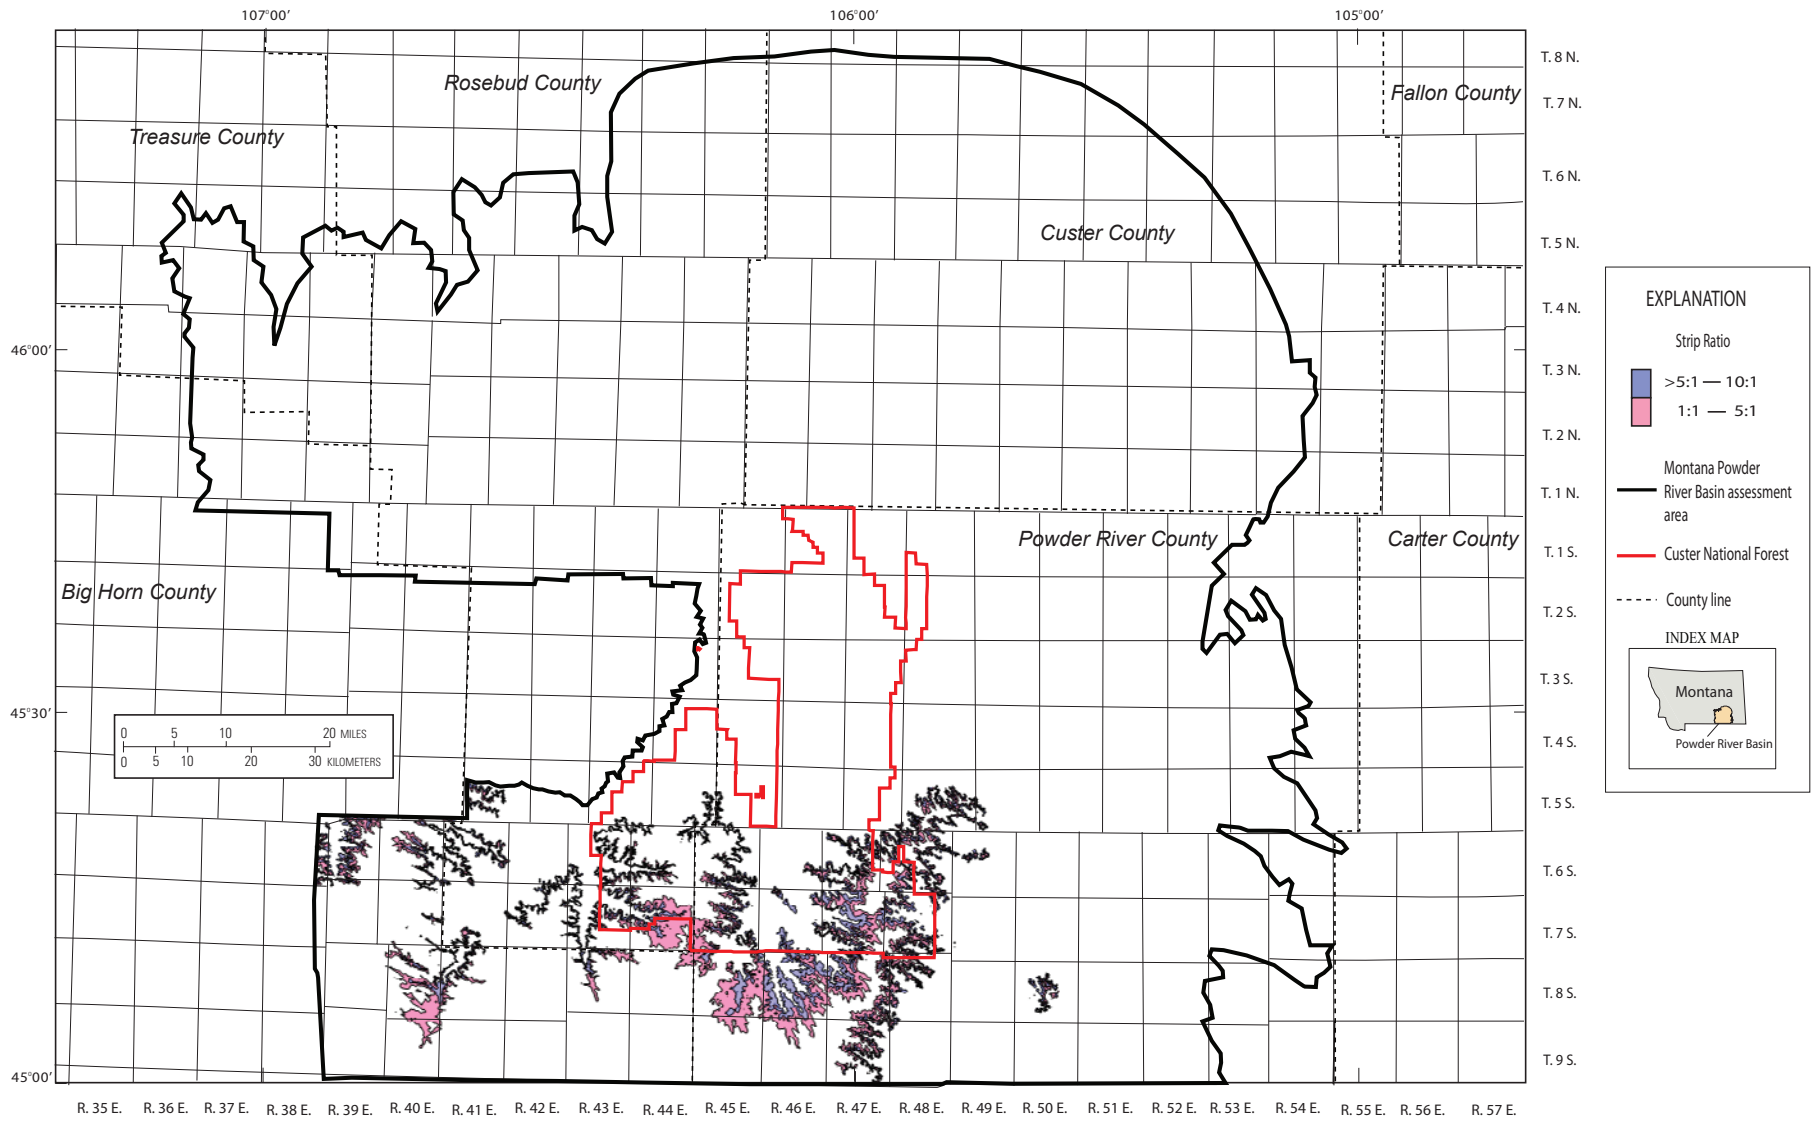 107°00′ 106°00′ 105°00′
Rosebud County
Fallon County
Treasure County
Custer County
Powder River County
Carter County
Big Horn County
46°00′
45°30′
45°00′
T. 8 N.
T. 7 N.
T. 6 N.
T. 5 N.
T. 4 N.
T. 3 N.
T. 2 N.
T. 1 N.
T. 1 S.
T. 2 S.
T. 3 S.
T. 4 S.
T. 5 S.
T. 6 S.
T. 7 S.
T. 8 S.
T. 9 S.
0 5 10 20 MILES
0 5 10 20 30 KILOMETERS
R. 35 E. R. 36 E. R. 37 E. R. 38 E. R. 39 E. R. 40 E. R. 41 E. R. 42 E. R. 43 E. R. 44 E. R. 45 E. R. 46 E. R. 47 E. R. 48 E. R. 49 E. R. 50 E. R. 51 E. R. 52 E. R. 53 E. R. 54 E. R. 55 E. R. 56 E. R. 57 E.
EXPLANATION
Strip Ratio
>5:1 — 10:1
1:1 — 5:1
Montana Powder
River Basin assessment
area
Custer National Forest
County line
INDEX MAP
Montana
Powder River Basin